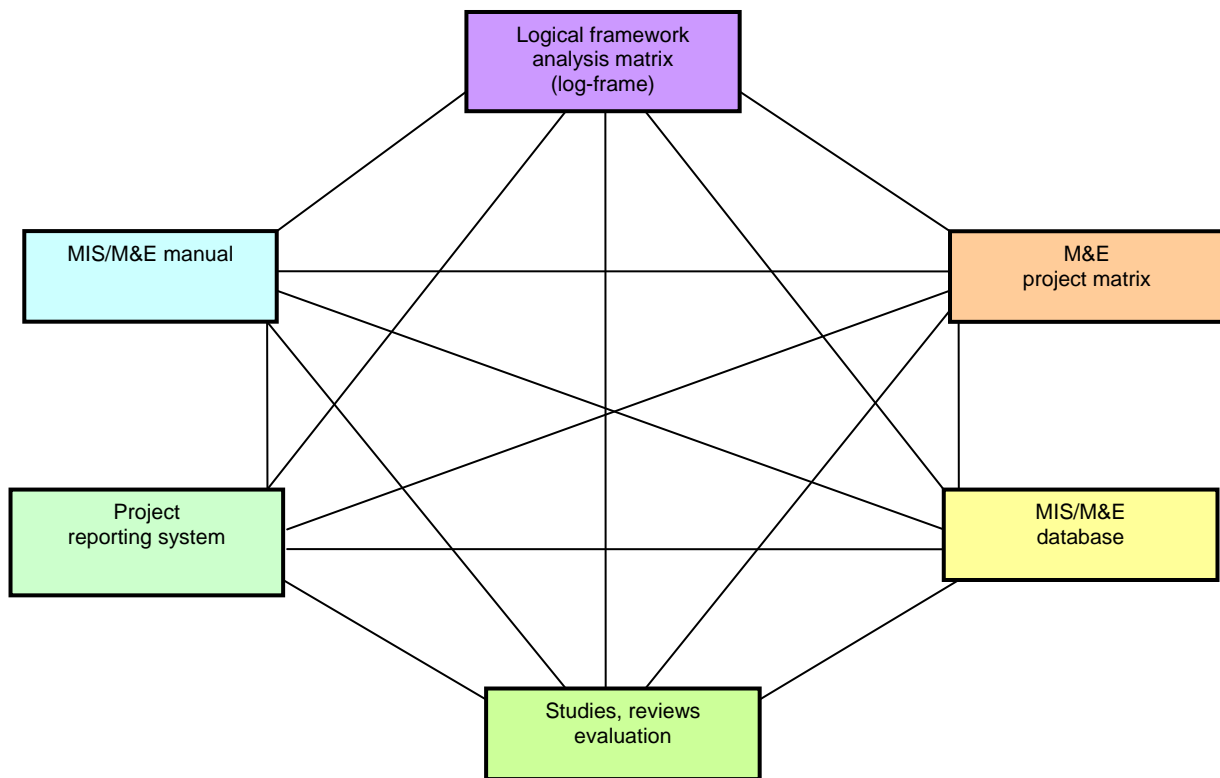 Logical framework
analysis matrix
(log-frame)
MIS/M&E manual
M&E
project matrix
Project
reporting system
MIS/M&E
database
Studies, reviews
evaluation